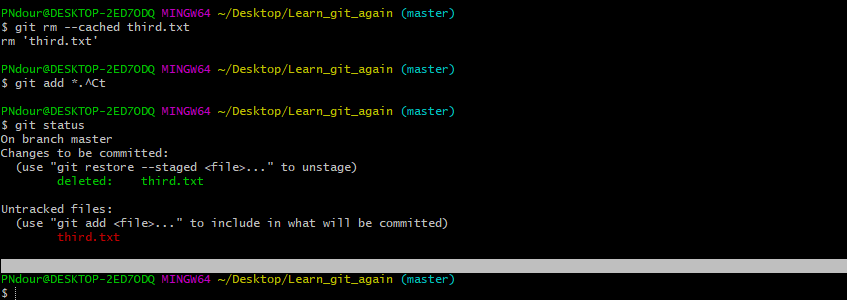 PNdour@DESKTOP-2ED7ODQ MINGW64 ~/Desktop/Learn_git_again (master)
$ git rm --cached third.txt
rm 'third.txt'
PNdour@DESKTOP-2ED7ODQ MINGW64 ~/Desktop/Learn_git_again (master)
$ git add *.^Ct
PNdour@DESKTOP-2ED7ODQ MINGW64 ~/Desktop/Learn_git_again (master)
$ git status
On branch master
Changes to be committed:
  (use "git restore --staged <file>..." to unstage)
        deleted:    third.txt
Untracked files:
  (use "git add <file>..." to include in what will be committed)
        third.txt
PNdour@DESKTOP-2ED7ODQ MINGW64 ~/Desktop/Learn_git_again (master)
$